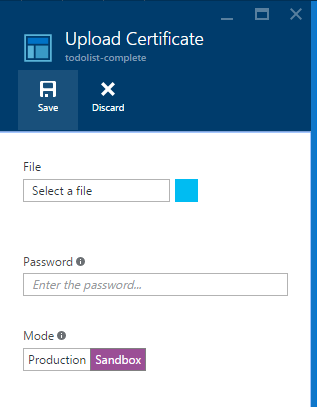 Upload Certificate
todolist-complete
Save Discard
File
Select a file
Password
Enter the password...
Mode
Production Sandbox